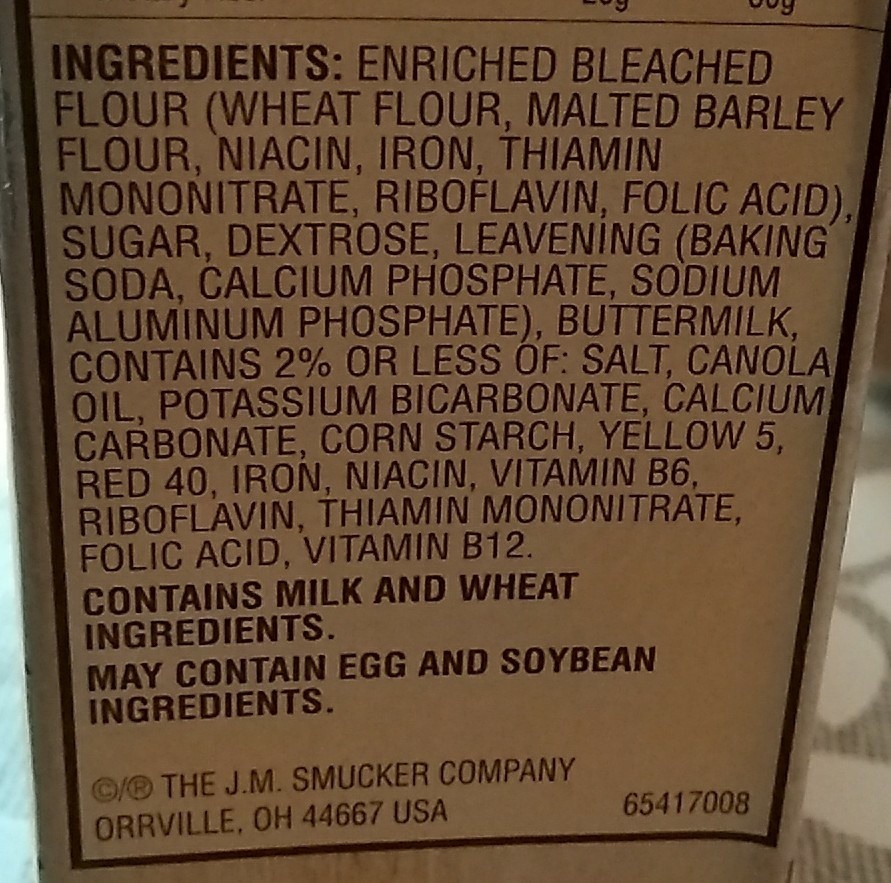 INGREDIENTS: ENRICHED BLEACHED
FLOUR (WHEAT FLOUR, MALTED BARLEY
FLOUR, NIACIN, IRON, THIAMIN
MONONITRATE, RIBOFLAVIN, FOLIC ACID),
SUGAR, DEXTROSE, LEAVENING (BAKING
SODA, CALCIUM PHOSPHATE, SODIUM
ALUMINUM PHOSPHATE), BUTTERMILK,
CONTAINS 2% OR LESS OF: SALT, CANOLA
OIL, POTASSIUM BICARBONATE, CALCIUM
CARBONATE, CORN STARCH, YELLOW 5,
RED 40, IRON, NIACIN, VITAMIN B6,
RIBOFLAVIN, THIAMIN MONONITRATE,
FOLIC ACID, VITAMIN B12.
CONTAINS MILK AND WHEAT
INGREDIENTS.
MAY CONTAIN EGG AND SOYBEAN
INGREDIENTS.
©/® THE J.M. SMUCKER COMPANY
ORRVILLE, OH 44667 USA 65417008